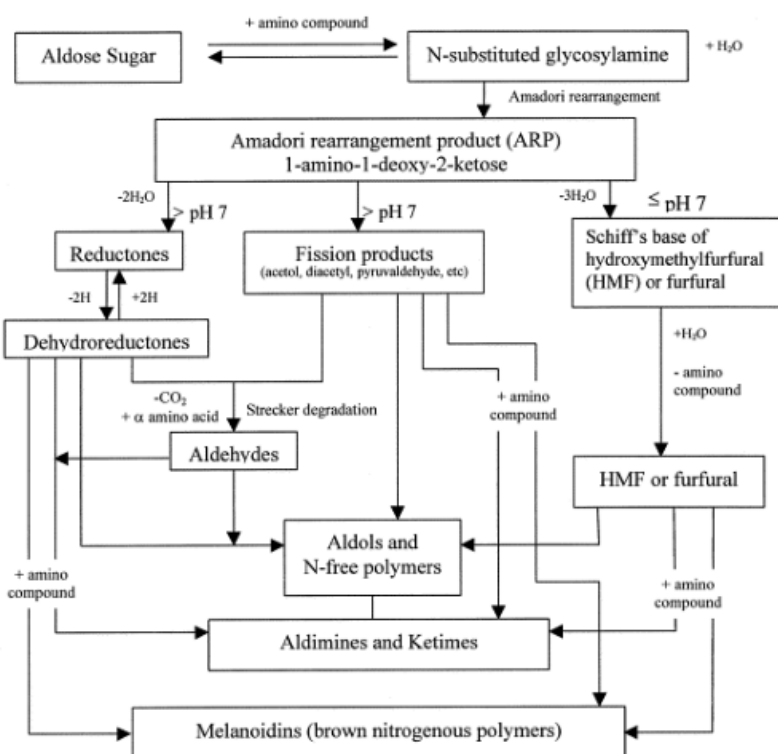 + amino compound
Aldose Sugar
N-substituted glycosylamine
+ H₂O
Amadori rearrangement
Amadori rearrangement product (ARP)
1-amino-1-deoxy-2-ketose
-2H₂O
> pH 7
> pH 7
-3H₂O
≤ pH 7
Reductones
Fission products
(acetol, diacetyl, pyruvaldehyde, etc)
Schiff's base of
hydroxymethylfurfural
(HMF) or furfural
-2H
+2H
Dehydroreductones
+H₂O
- amino
compound
-CO₂
+ α amino acid
Strecker degradation
+ amino
compound
Aldehydes
HMF or furfural
Aldols and
N-free polymers
+ amino
compound
+ amino
compound
Aldimines and Ketimes
Melanoidins (brown nitrogenous polymers)